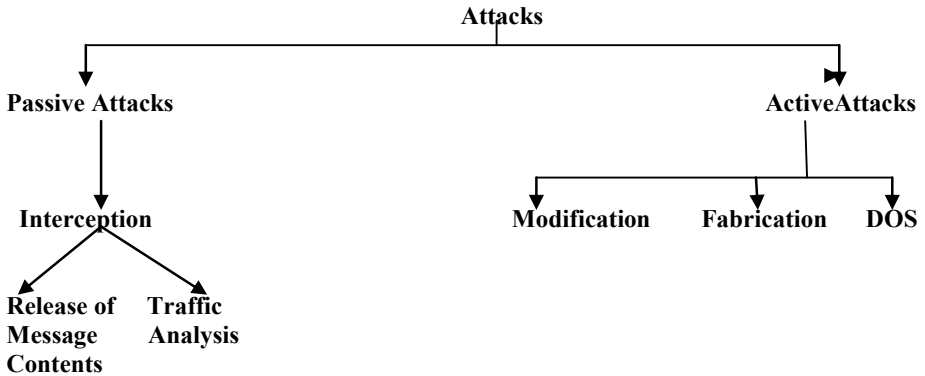 Attacks
Passive Attacks
ActiveAttacks
Interception
Modification
Fabrication
DOS
Release of
Message
Contents
Traffic
Analysis